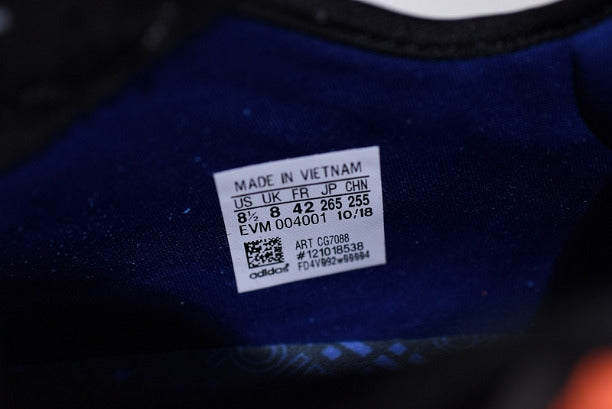 MADE IN VIETNAM
US UK FR JP CHN
8½ 8 42 265 255
EVM 004001 10/18
ART CG7088
#121018538
adidas